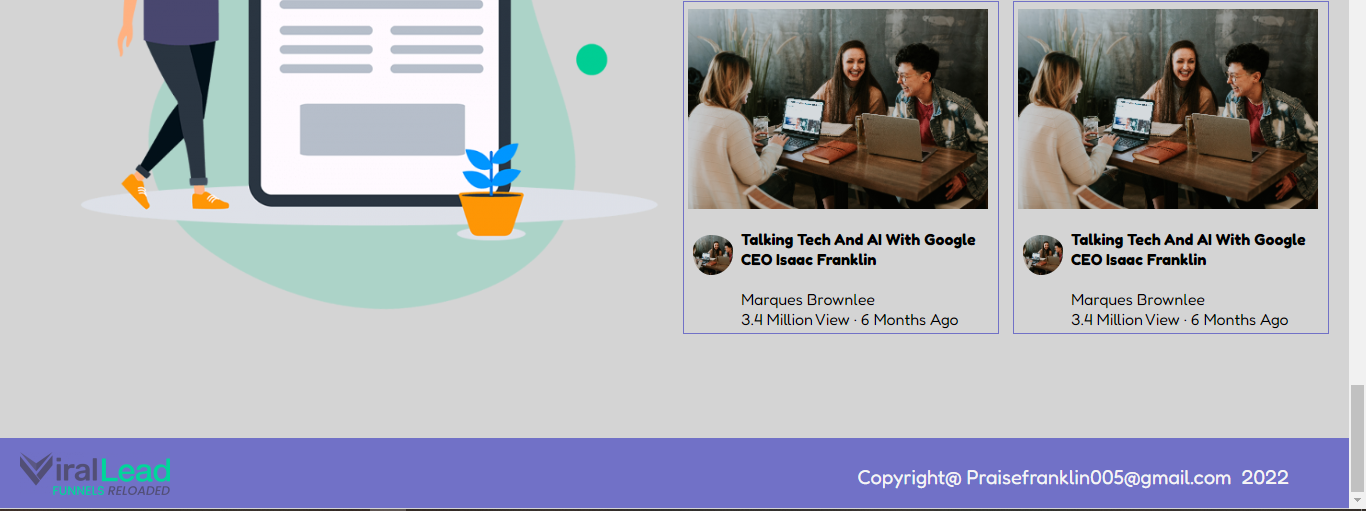 Talking Tech And AI With Google
CEO Isaac Franklin
Marques Brownlee
3.4 Million View · 6 Months Ago
Talking Tech And AI With Google
CEO Isaac Franklin
Marques Brownlee
3.4 Million View · 6 Months Ago
ViralLead
FUNNELS RELOADED
Copyright@ Praisefranklin005@gmail.com 2022